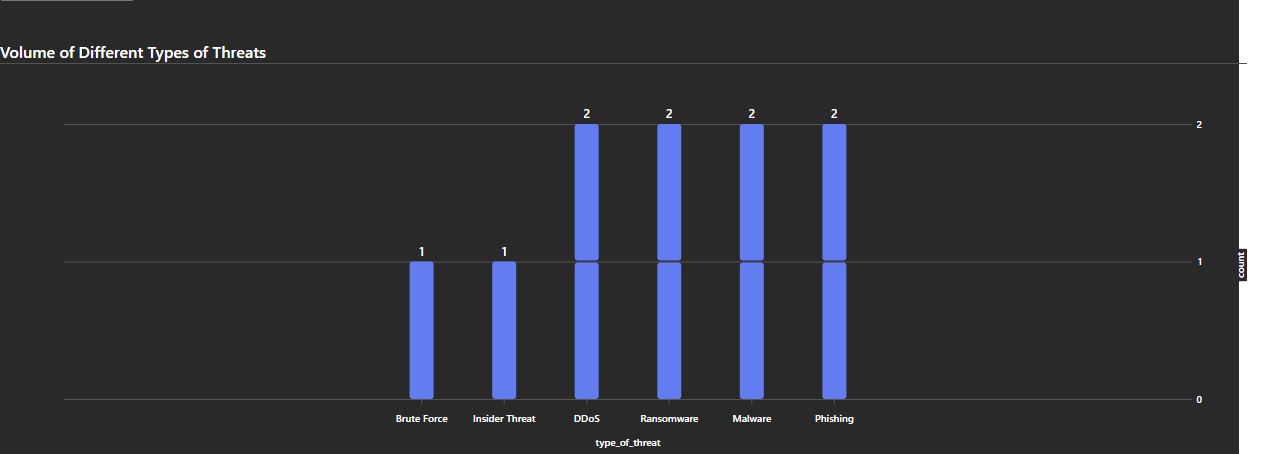 Volume of Different Types of Threats
2 2 2 2
2
1 1
1
0
count
Brute Force Insider Threat DDoS Ransomware Malware Phishing
type_of_threat